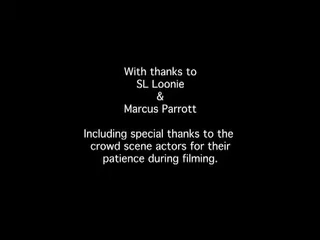 With thanks to
SL Loonie
&
Marcus Parrott
Including special thanks to the
crowd scene actors for their
patience during filming.